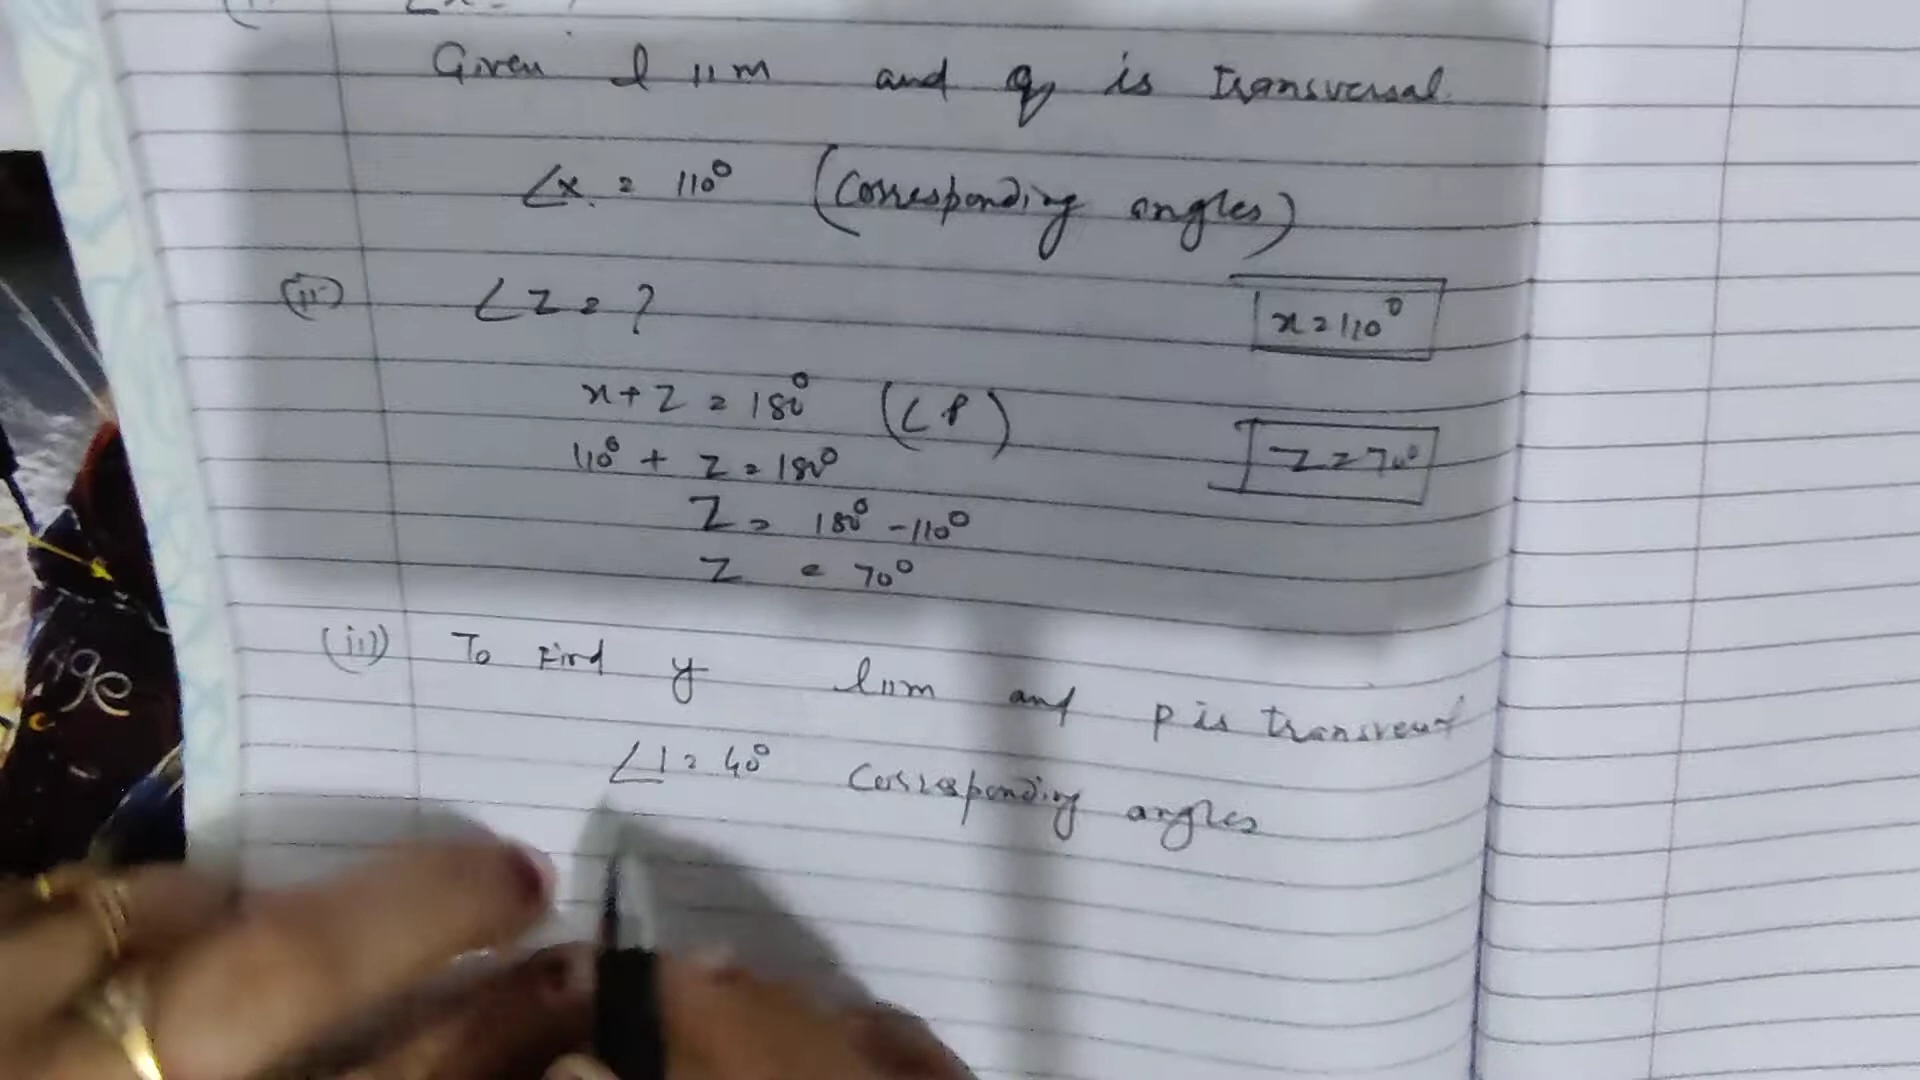 Given l || m and q is transversal.
∠x = 110° (Corresponding angles)
(ii) ∠z = ?
x = 110°
x + z = 180° (LP)
110° + z = 180°
z = 70°
z = 180° - 110°
z = 70°
(iii) To Find y l || m and p is
∠1 = 40° Corresponding angles